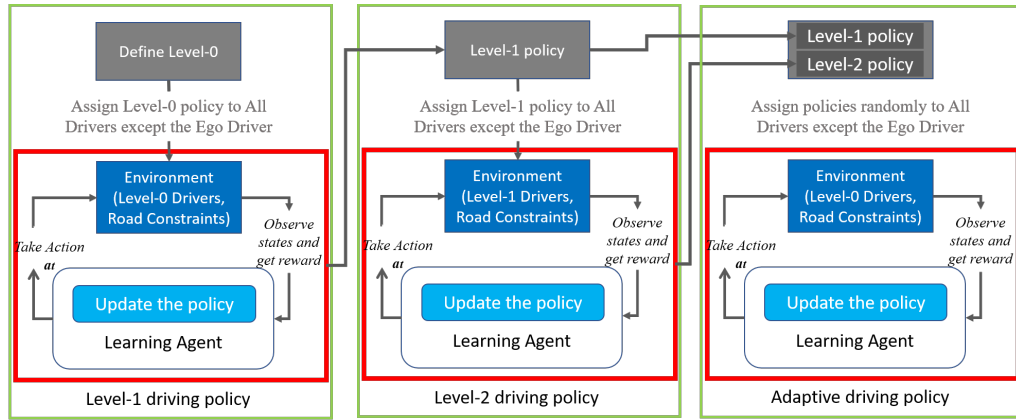 Define Level-0
Assign Level-0 policy to All
Drivers except the Ego Driver
Environment
(Level-0 Drivers,
Road Constraints)
Take Action
at
Observe
states and
get reward
Update the policy
Learning Agent
Level-1 driving policy
Level-1 policy
Assign Level-1 policy to All
Drivers except the Ego Driver
Environment
(Level-1 Drivers,
Road Constraints)
Take Action
at
Observe
states and
get reward
Update the policy
Learning Agent
Level-2 driving policy
Level-1 policy
Level-2 policy
Assign policies randomly to All
Drivers except the Ego Driver
Environment
(Level-0 Drivers,
Road Constraints)
Take Action
at
Observe
states and
get reward
Update the policy
Learning Agent
Adaptive driving policy